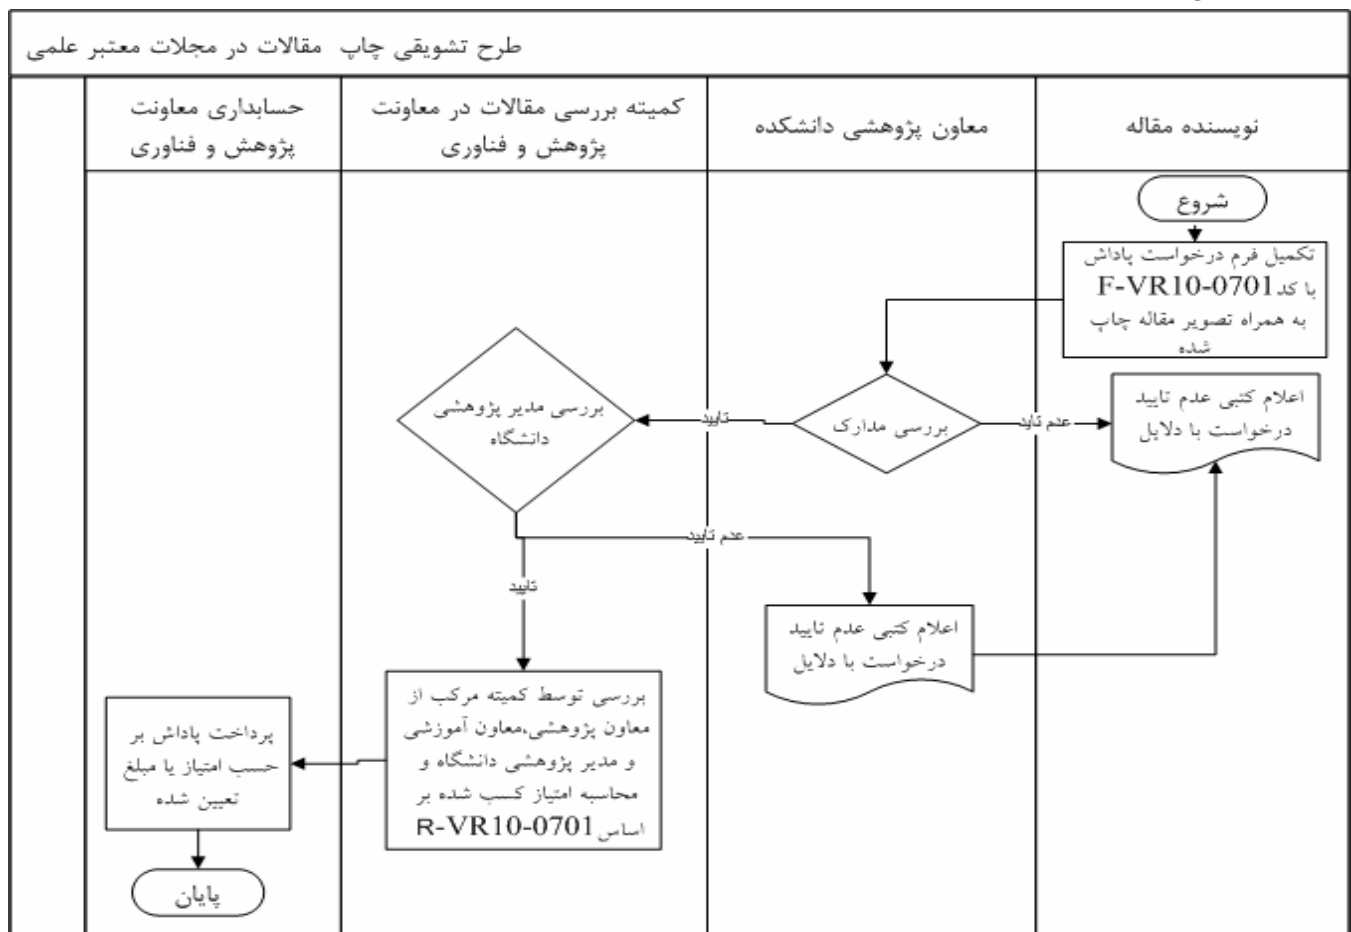 طرح تشویقی چاپ  مقالات در مجلات معتبر علمی
نویسنده مقاله
معاون پژوهشی دانشکده
کمیته بررسی مقالات در معاونت
پژوهش و فناوری
حسابداری معاونت
پژوهش و فناوری
شروع
تکمیل فرم درخواست پاداش
با کد F-VR10-0701
به همراه تصویر مقاله چاپ
شده
بررسی مدارک
عدم تاید
اعلام کتبی عدم تایید
درخواست با دلایل
تایید
بررسی مدیر پژوهشی
دانشگاه
عدم تایید
اعلام کتبی عدم تایید
درخواست با دلایل
تایید
بررسی توسط کمیته مرکب از
معاون پژوهشی،معاون آموزشی
و مدیر پژوهشی دانشگاه و
محاسبه امتیاز کسب شده بر
اساس R-VR10-0701
پرداخت پاداش بر
حسب امتیاز یا مبلغ
تعیین شده
پایان